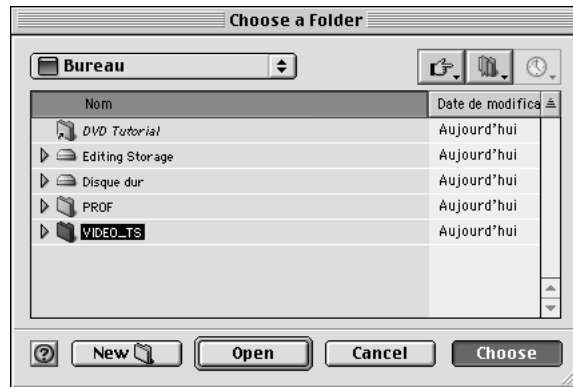 Choose a Folder
Bureau
Nom Date de modifica
DVD Tutorial Aujourd'hui
Editing Storage Aujourd'hui
Disque dur Aujourd'hui
PROF Aujourd'hui
VIDEO_TS Aujourd'hui
? New Open Cancel Choose